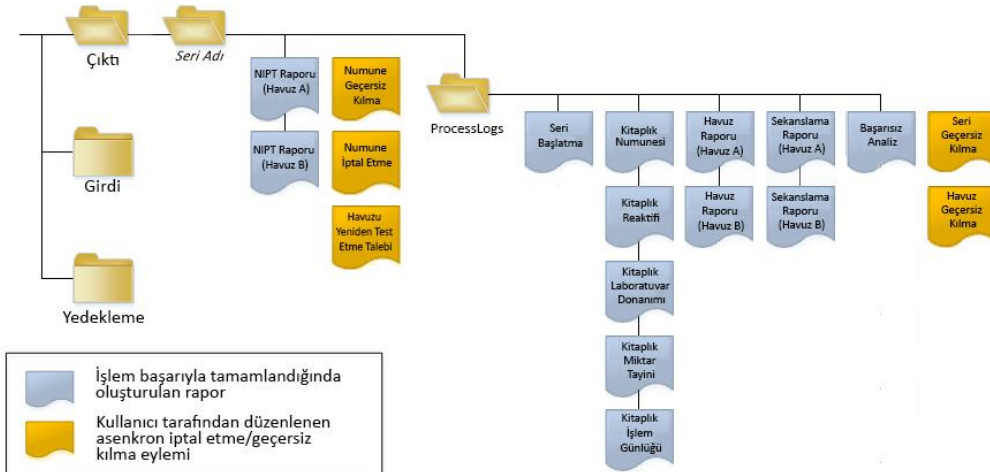 Çıktı
Seri Adı
NIPT Raporu
(Havuz A)
NIPT Raporu
(Havuz B)
Numune
Geçersiz
Kılma
Numune
İptal Etme
Havuzu
Yeniden Test
Etme Talebi
ProcessLogs
Seri
Başlatma
Kitaplık
Numunesi
Kitaplık
Reaktifi
Kitaplık
Laboratuvar
Donanımı
Kitaplık
Miktar
Tayini
Kitaplık
İşlem
Günlüğü
Havuz
Raporu
(Havuz A)
Havuz
Raporu
(Havuz B)
Sekanslama
Raporu
(Havuz A)
Sekanslama
Raporu
(Havuz B)
Başarısız
Analiz
Seri
Geçersiz
Kılma
Havuz
Geçersiz
Kılma
Girdi
Yedekleme
İşlem başarıyla tamamlandığında
oluşturulan rapor
Kullanıcı tarafından düzenlenen
asenkron iptal etme/geçersiz
kılma eylemi